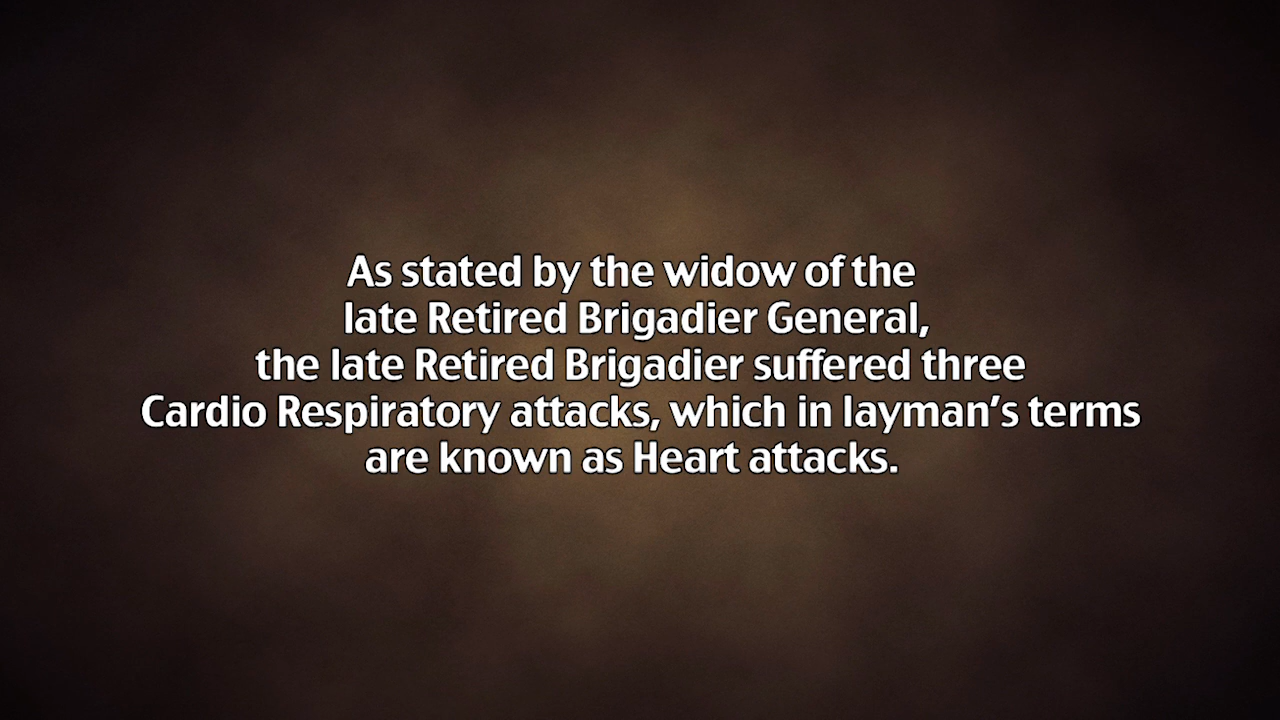 As stated by the widow of the
late Retired Brigadier General,
the late Retired Brigadier suffered three
Cardio Respiratory attacks, which in layman’s terms
are known as Heart attacks.